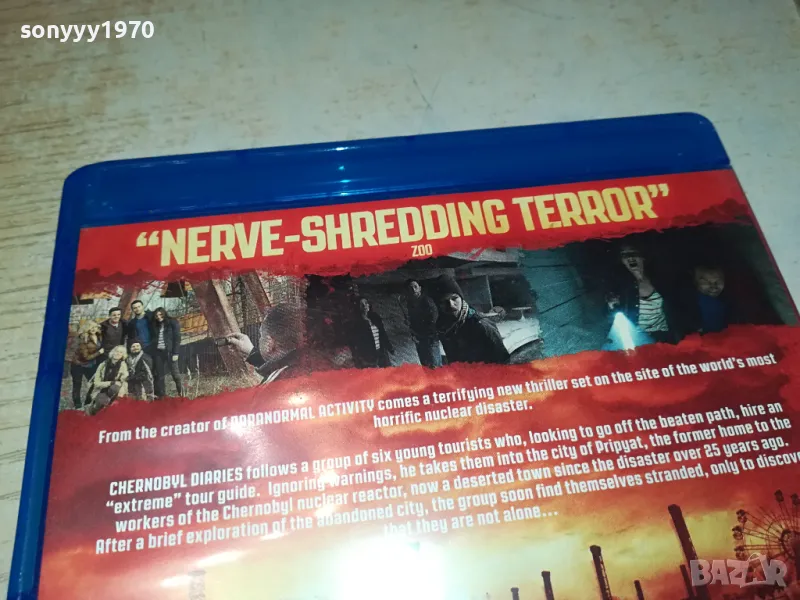 sonyyy1970
“NERVE-SHREDDING TERROR”
ZOO
From the creator of PARANORMAL ACTIVITY comes a terrifying new thriller set on the site of the world's most
horrific nuclear disaster.
CHERNOBYL DIARIES follows a group of six young tourists who, looking to go off the beaten path, hire an
“extreme” tour guide. Ignoring warnings, he takes them into the city of Pripyat, the former home to the
workers of the Chernobyl nuclear reactor, now a deserted town since the disaster over 25 years ago.
After a brief exploration of the abandoned city, the group soon find themselves stranded, only to discove
that they are not alone...
BAZAR